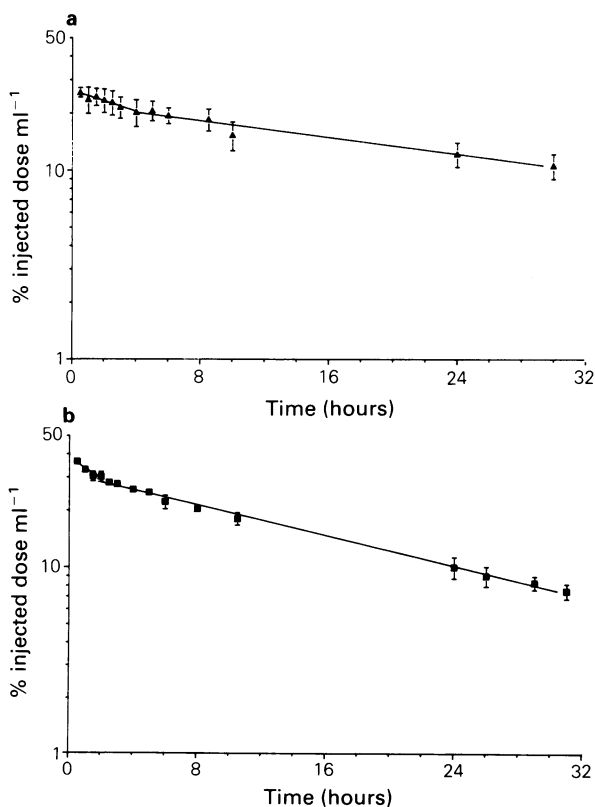 a
50
10
1
% injected dose ml⁻¹
0 8 16 24 32
Time (hours)
b
50
10
1
% injected dose ml⁻¹
0 8 16 24 32
Time (hours)